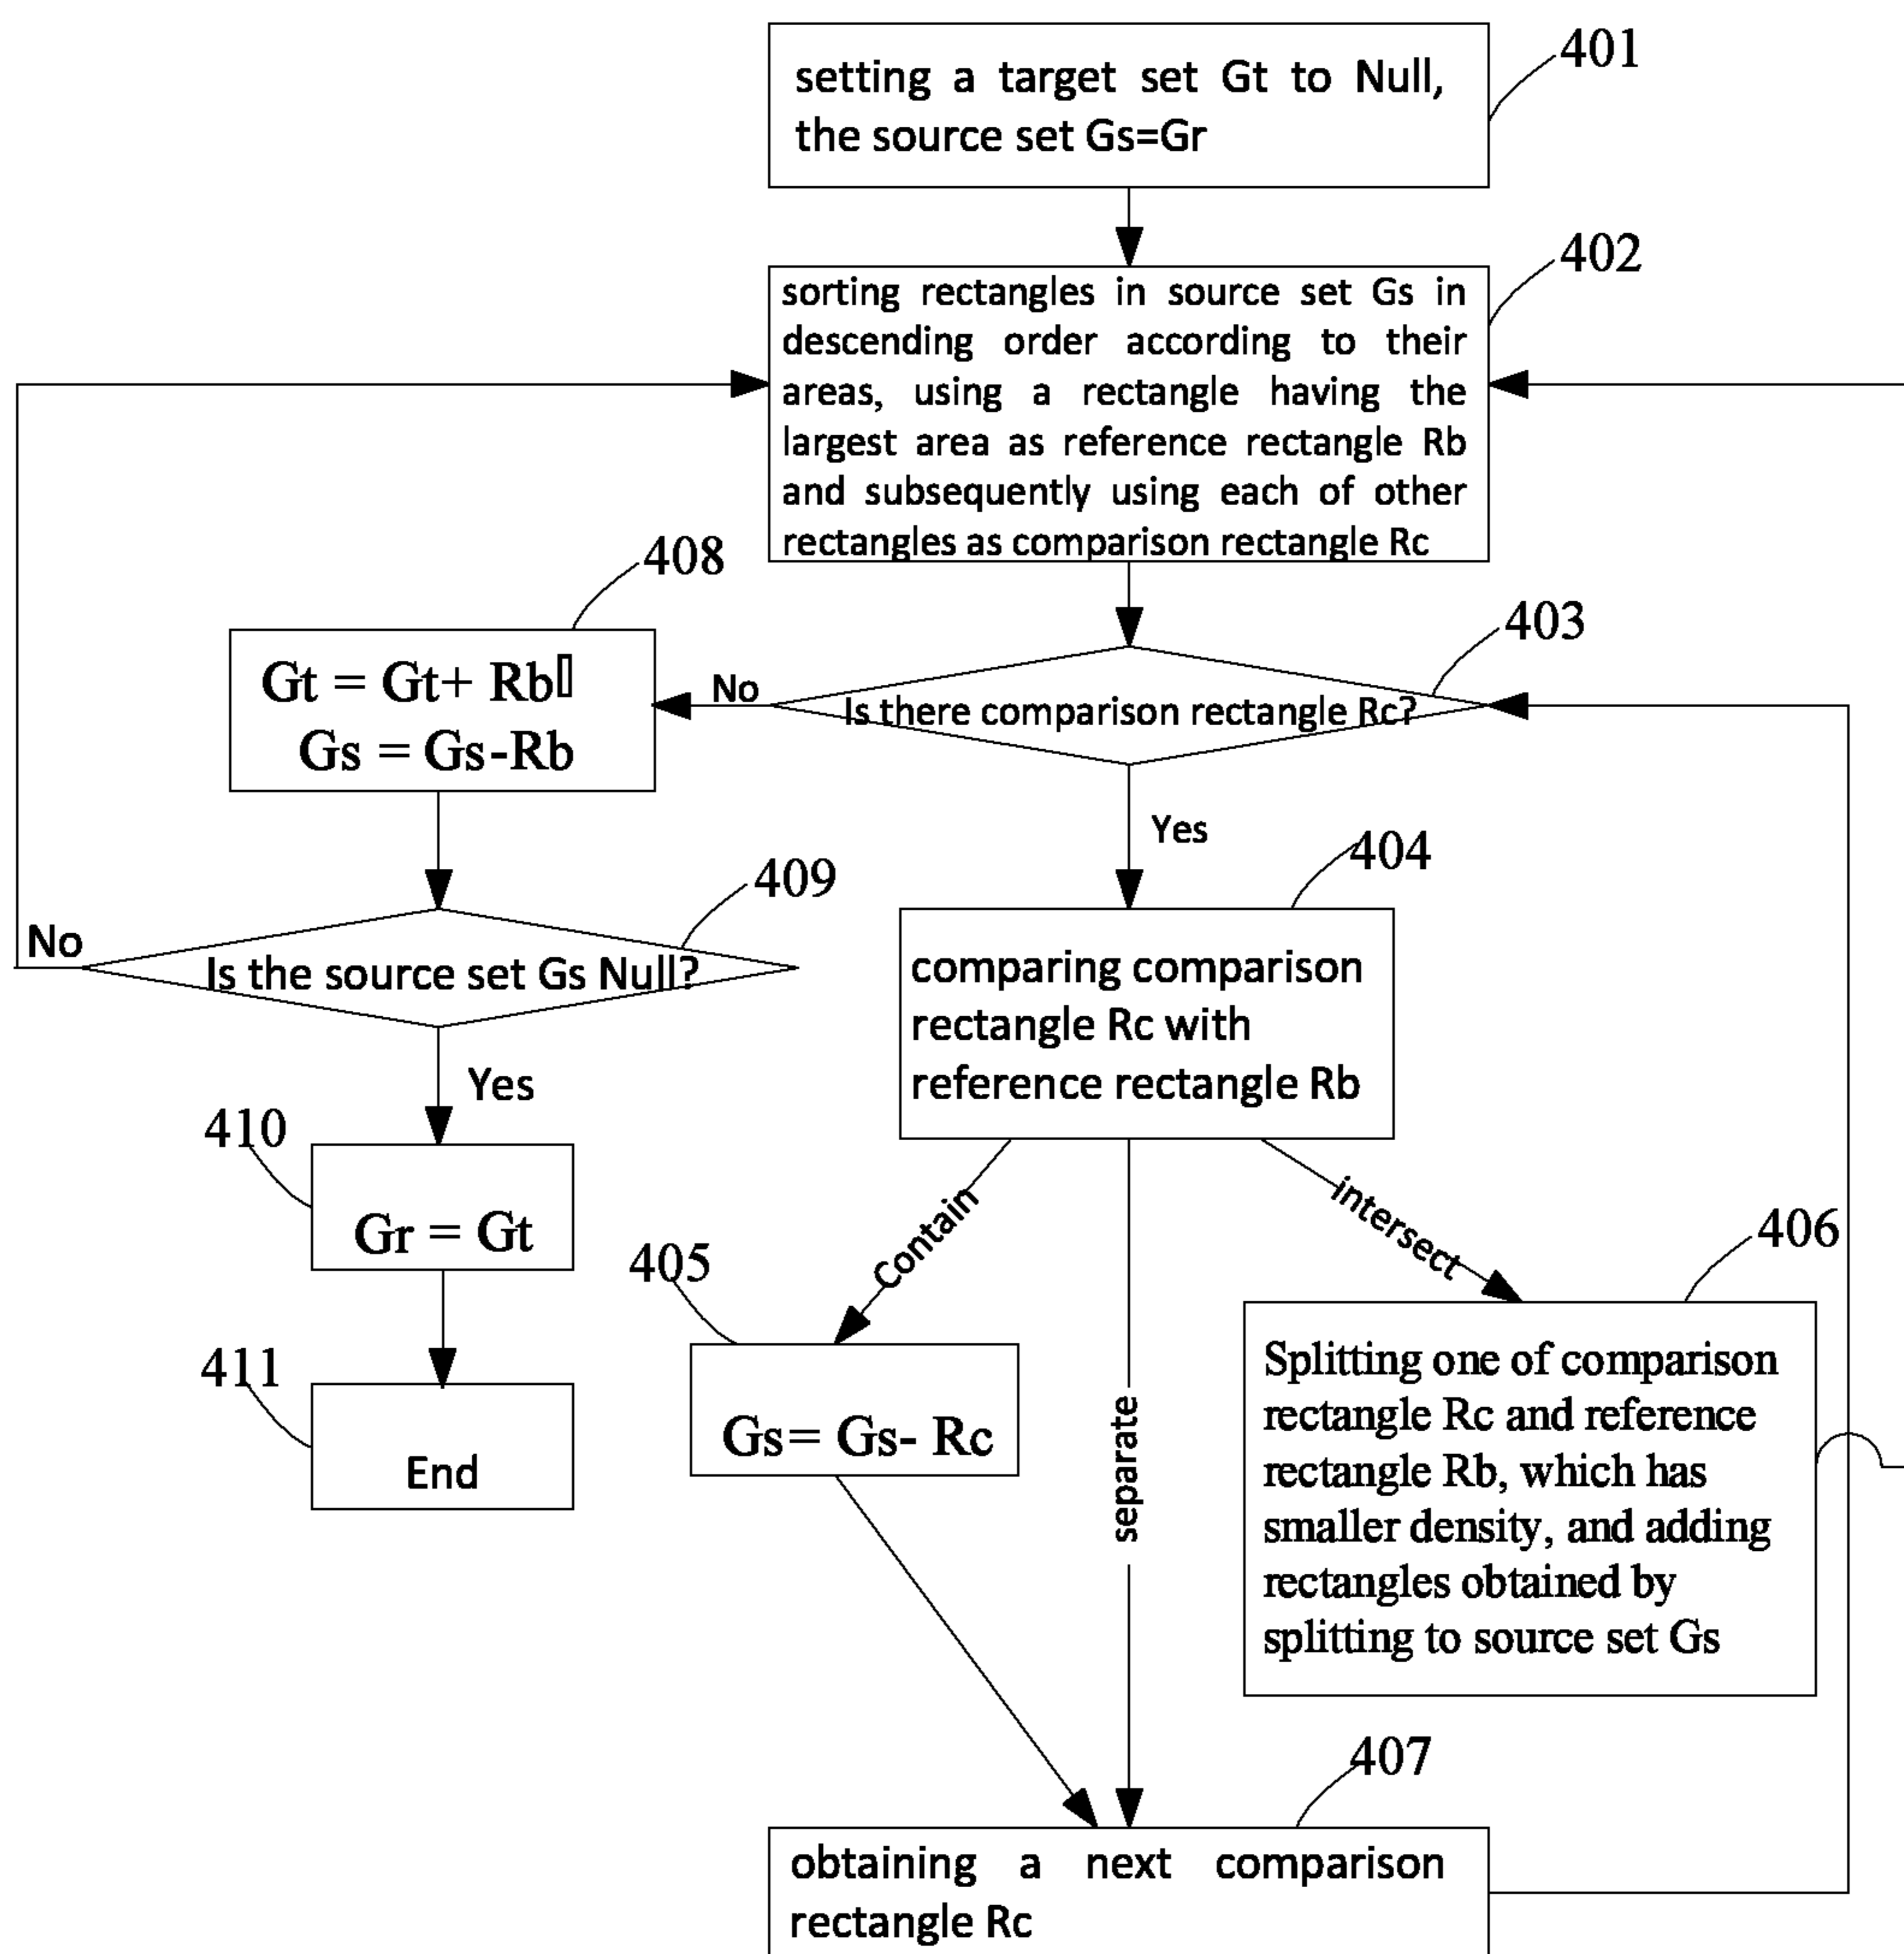 setting a target set Gt to Null,
the source set Gs=Gr
401
sorting rectangles in source set Gs in
descending order according to their
areas, using a rectangle having the
largest area as reference rectangle Rb
and subsequently using each of other
rectangles as comparison rectangle Rc
402
Is there comparison rectangle Rc?
403
No
Yes
408
Gt = Gt+ Rb▯
Gs = Gs-Rb
409
Is the source set Gs Null?
No
Yes
410
Gr = Gt
411
End
404
comparing comparison
rectangle Rc with
reference rectangle Rb
Contain
separate
intersect
405
Gs= Gs- Rc
406
Splitting one of comparison
rectangle Rc and reference
rectangle Rb, which has
smaller density, and adding
rectangles obtained by
splitting to source set Gs
407
obtaining a next comparison
rectangle Rc